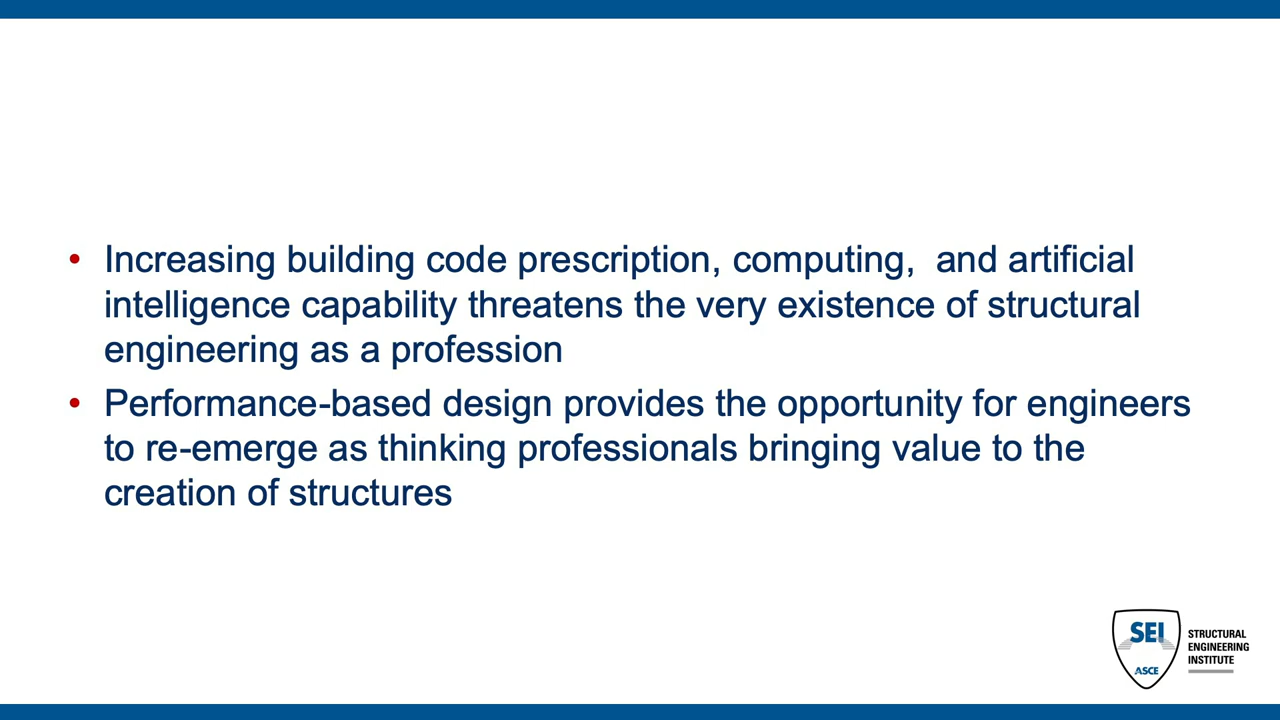 • Increasing building code prescription, computing,  and artificial
intelligence capability threatens the very existence of structural
engineering as a profession
• Performance-based design provides the opportunity for engineers
to re-emerge as thinking professionals bringing value to the
creation of structures
SEI
ASCE
STRUCTURAL
ENGINEERING
INSTITUTE